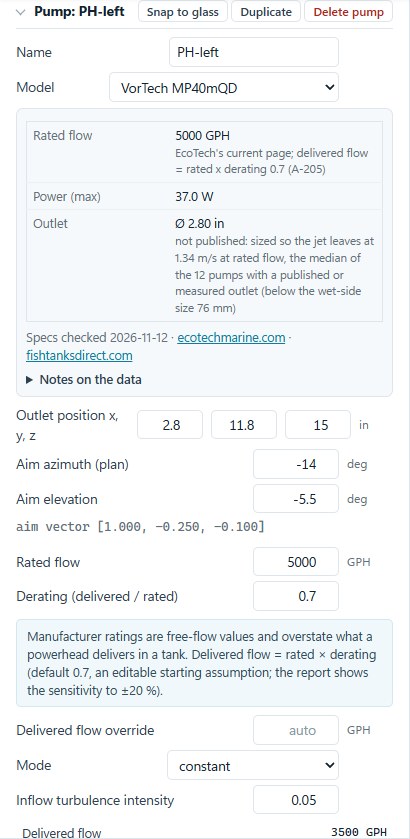 Pump: PH-left Snap to glass Duplicate Delete pump
Name PH-left
Model VorTech MP40mQD
Rated flow 5000 GPH
EcoTech's current page; delivered flow
= rated x derating 0.7 (A-205)
Power (max) 37.0 W
Outlet Ø 2.80 in
not published: sized so the jet leaves at
1.34 m/s at rated flow, the median of
the 12 pumps with a published or
measured outlet (below the wet-side
size 76 mm)
Specs checked 2026-11-12 · ecotechmarine.com ·
fishtanksdirect.com
▶ Notes on the data
Outlet position x,
y, z 2.8 11.8 15 in
Aim azimuth (plan) -14 deg
Aim elevation -5.5 deg
aim vector [1.000, −0.250, −0.100]
Rated flow 5000 GPH
Derating (delivered / rated) 0.7
Manufacturer ratings are free-flow values and overstate what a
powerhead delivers in a tank. Delivered flow = rated × derating
(default 0.7, an editable starting assumption; the report shows
the sensitivity to ±20 %).
Delivered flow override auto GPH
Mode constant
Inflow turbulence intensity 0.05
Delivered flow 3500 GPH